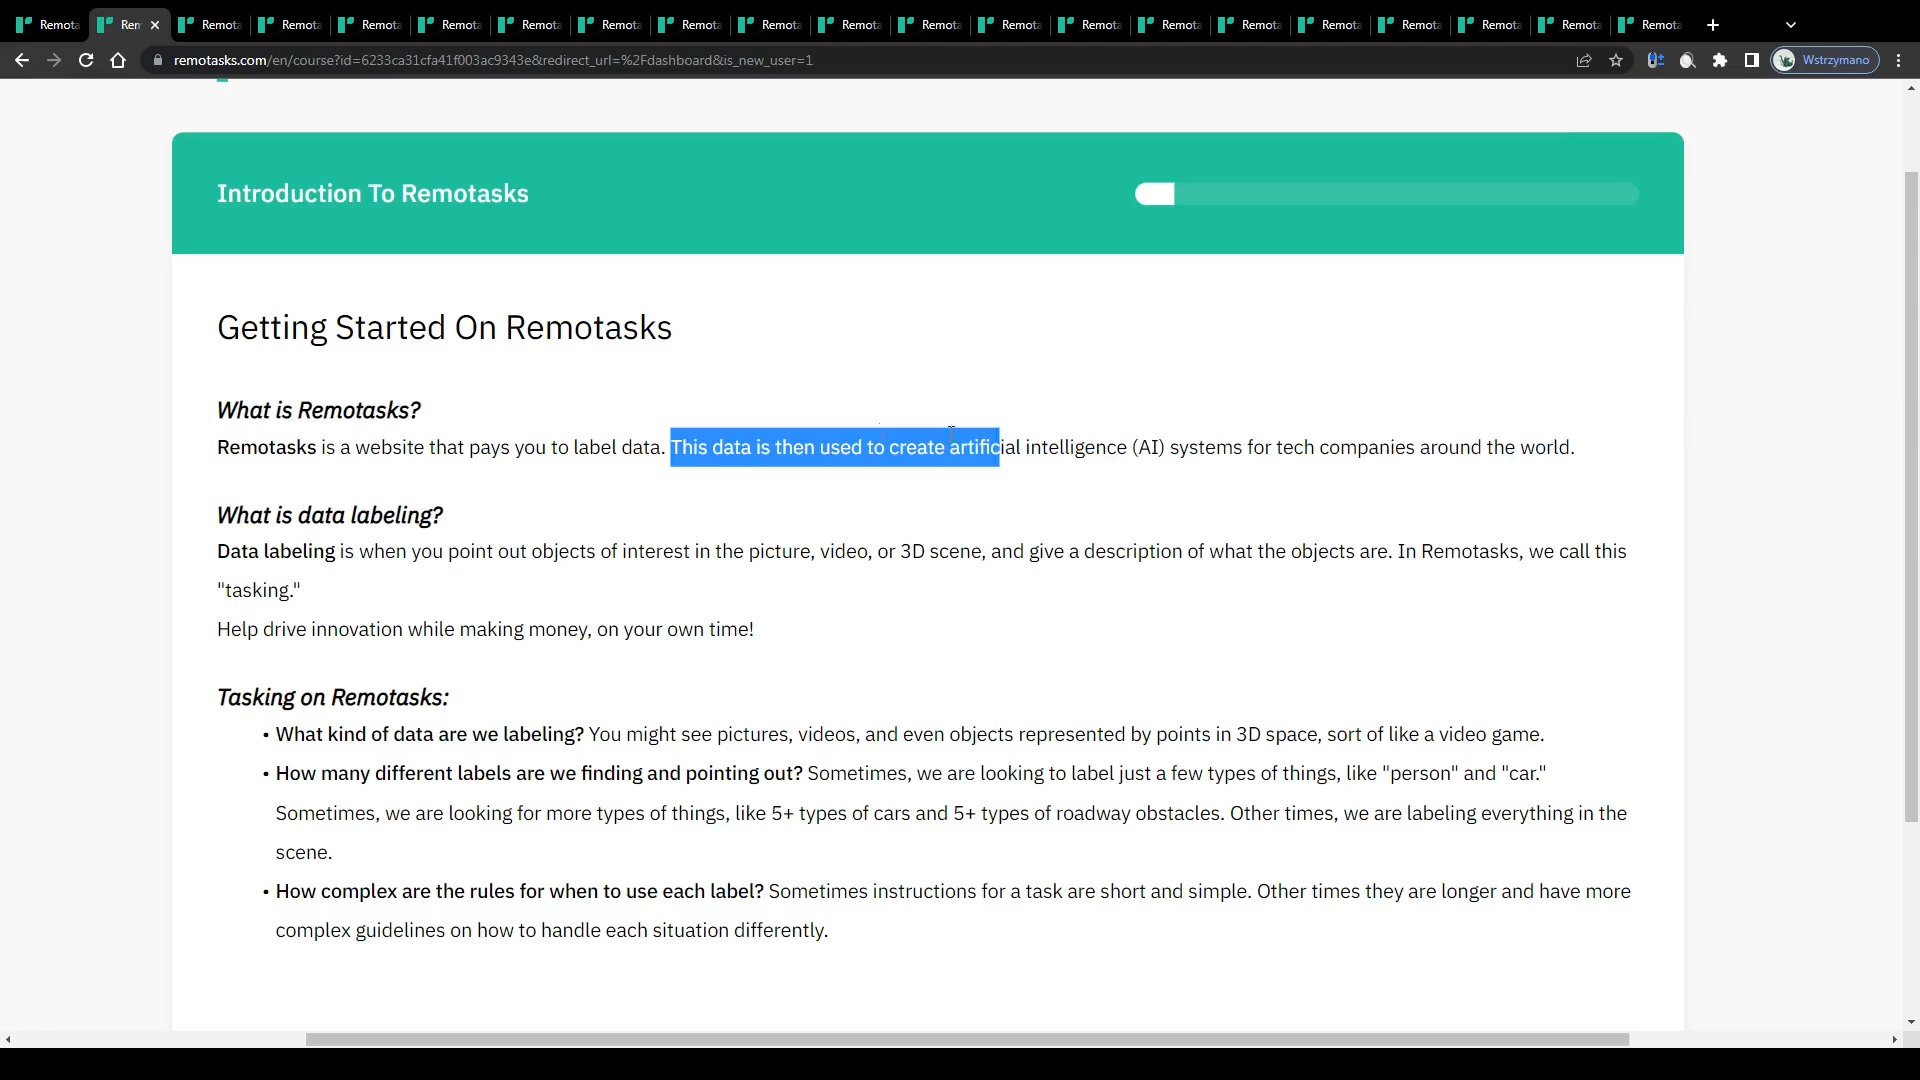 Remota Rem Remota Remota Remota Remota Remota Remota Remota Remota Remota Remota Remota Remota Remota Remota Remota Remota Remota Remota Remota
remotasks.com/en/course?id=6233ca31cfa41f003ac9343e&redirect_url=%2Fdashboard&is_new_user=1
Wstrzymano
Introduction To Remotasks
Getting Started On Remotasks
What is Remotasks?
Remotasks is a website that pays you to label data. This data is then used to create artificial intelligence (AI) systems for tech companies around the world.
What is data labeling?
Data labeling is when you point out objects of interest in the picture, video, or 3D scene, and give a description of what the objects are. In Remotasks, we call this
"tasking."
Help drive innovation while making money, on your own time!
Tasking on Remotasks:
• What kind of data are we labeling? You might see pictures, videos, and even objects represented by points in 3D space, sort of like a video game.
• How many different labels are we finding and pointing out? Sometimes, we are looking to label just a few types of things, like "person" and "car."
Sometimes, we are looking for more types of things, like 5+ types of cars and 5+ types of roadway obstacles. Other times, we are labeling everything in the
scene.
• How complex are the rules for when to use each label? Sometimes instructions for a task are short and simple. Other times they are longer and have more
complex guidelines on how to handle each situation differently.